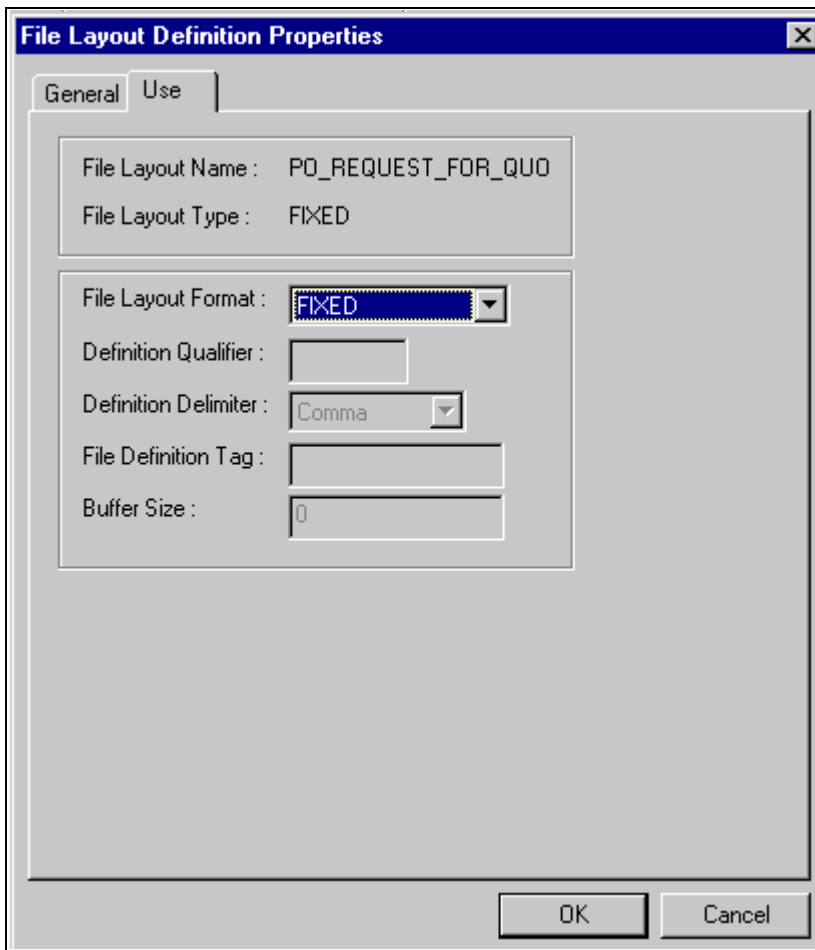 File Layout Definition Properties
General Use
File Layout Name : PO_REQUEST_FOR_QUO
File Layout Type : FIXED
File Layout Format : FIXED
Definition Qualifier :
Definition Delimiter : Comma
File Definition Tag :
Buffer Size : 0
OK Cancel